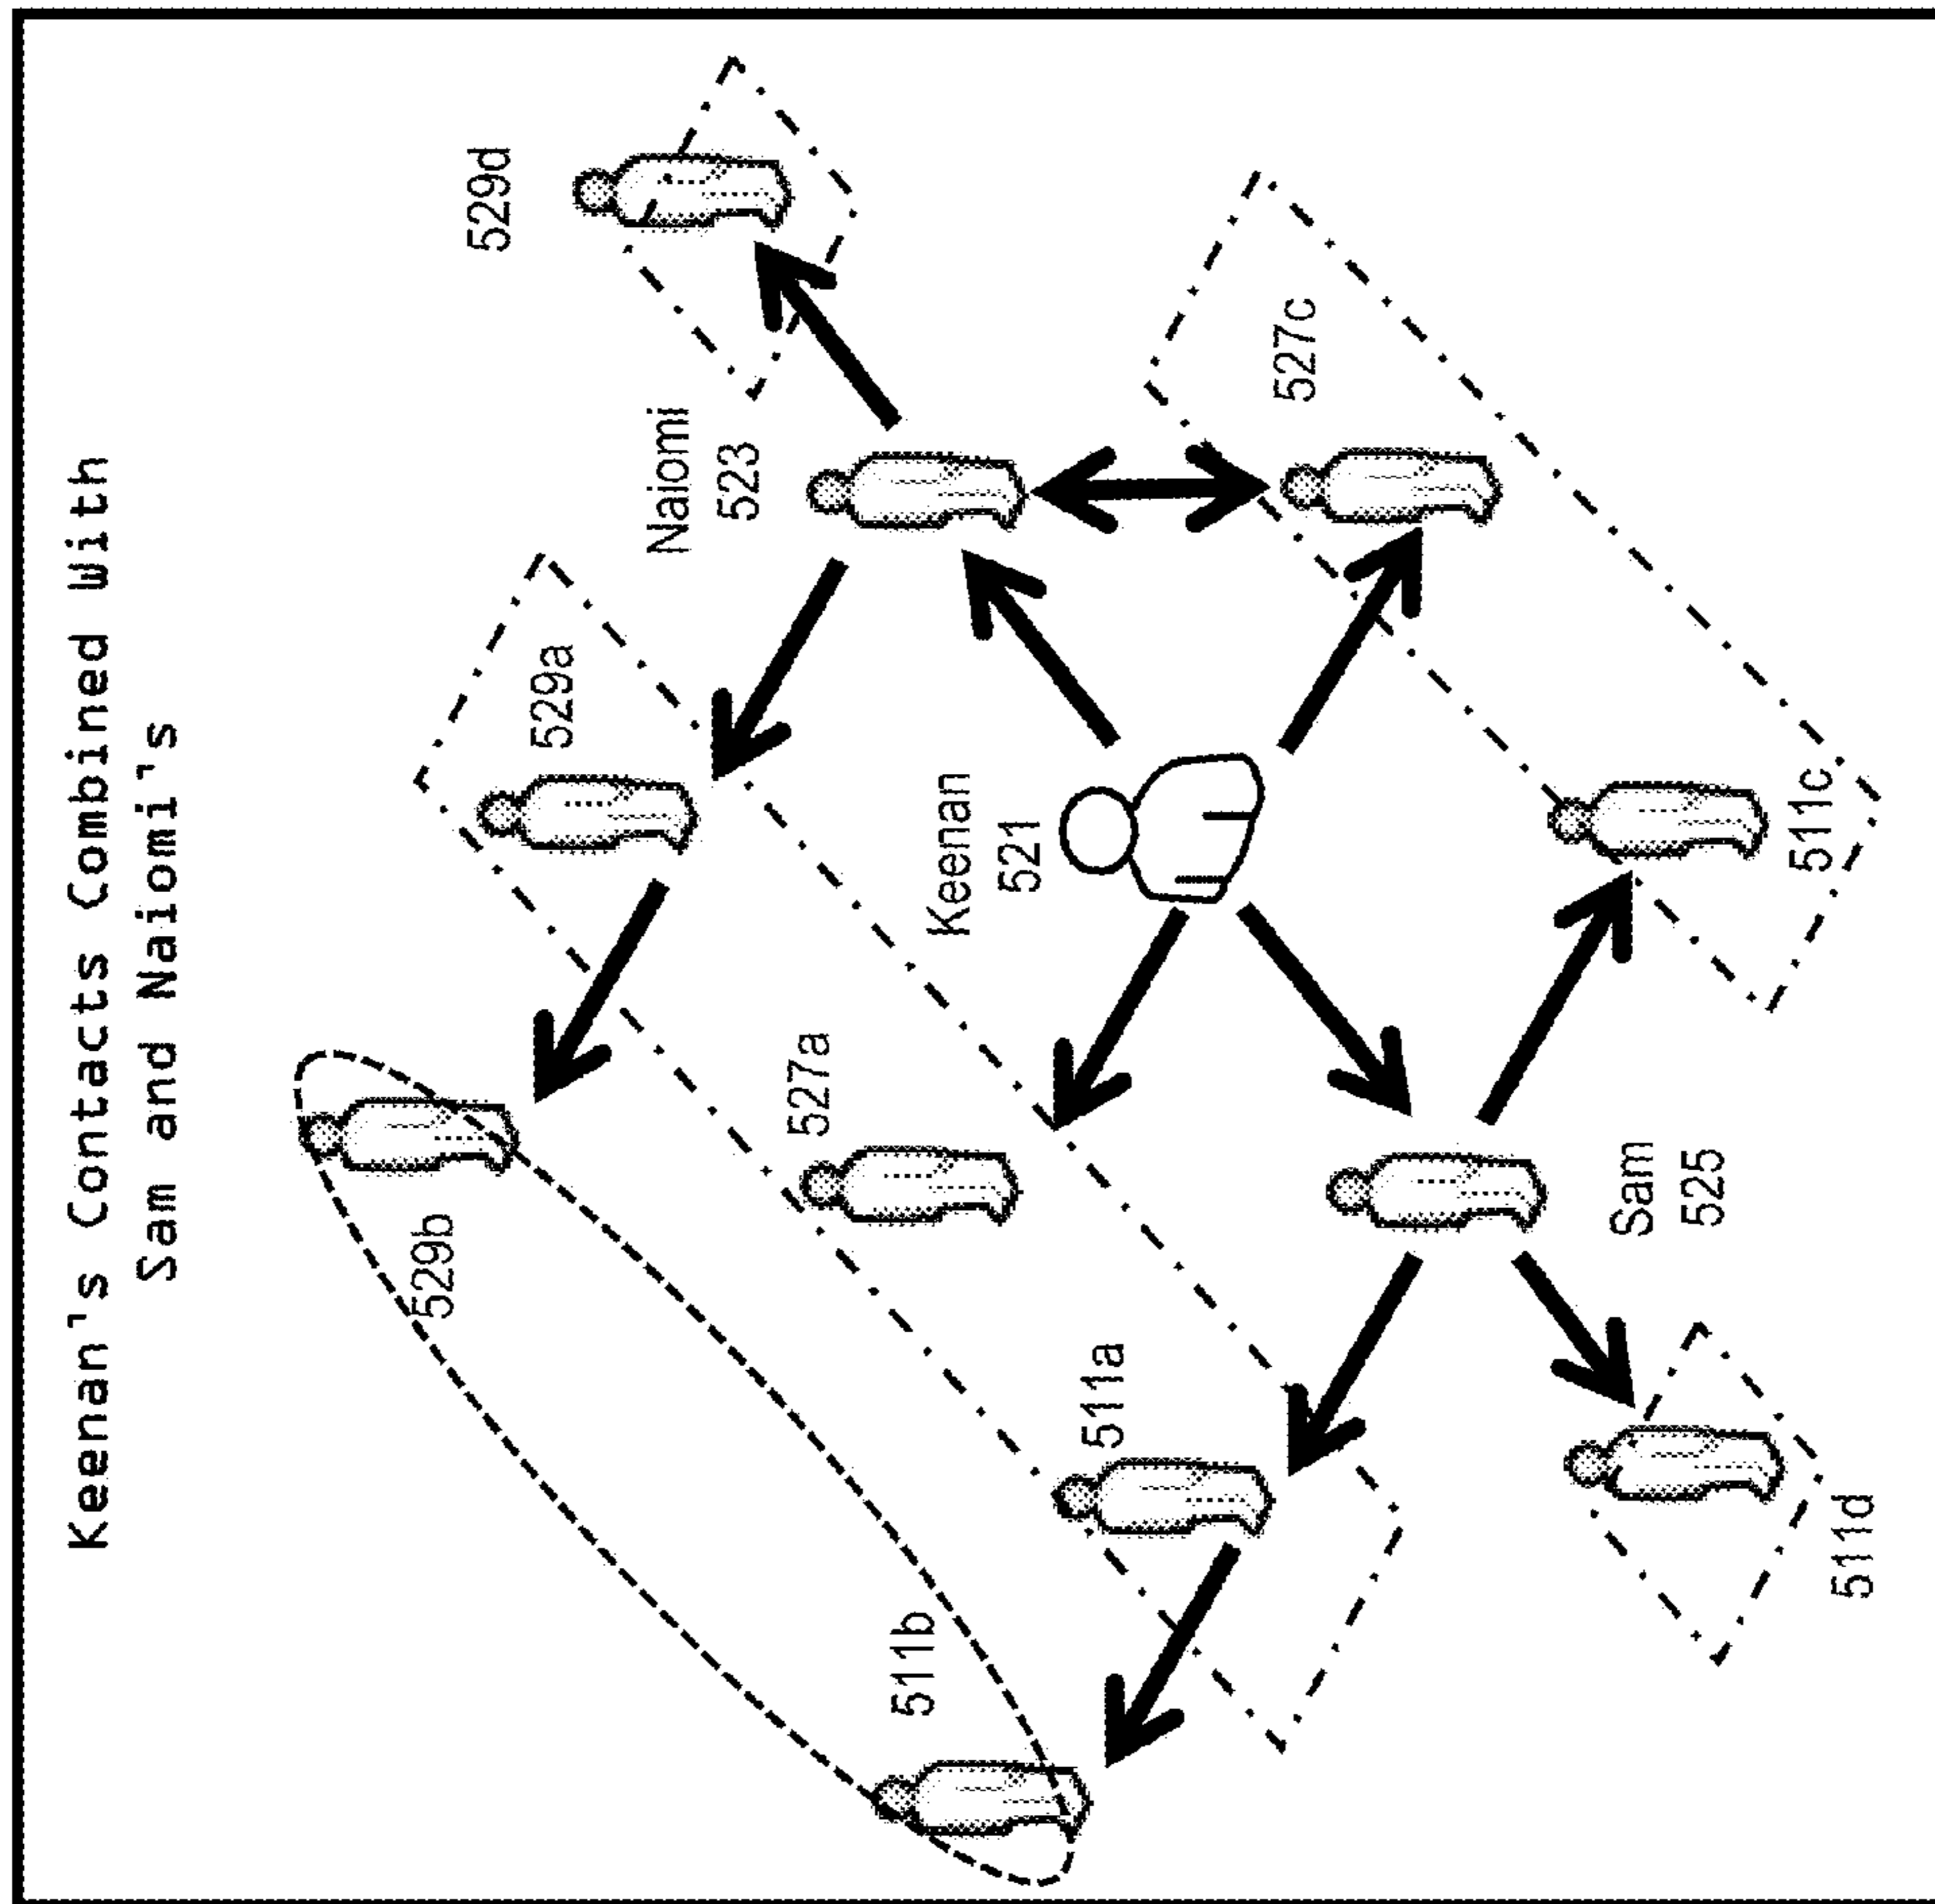 Keenan's Contacts Combined With
Sam and Naiomi's
529b
529d
529a
Naiomi
523
527a
511b
Keenan
521
511a
527c
Sam
525
511c
511d